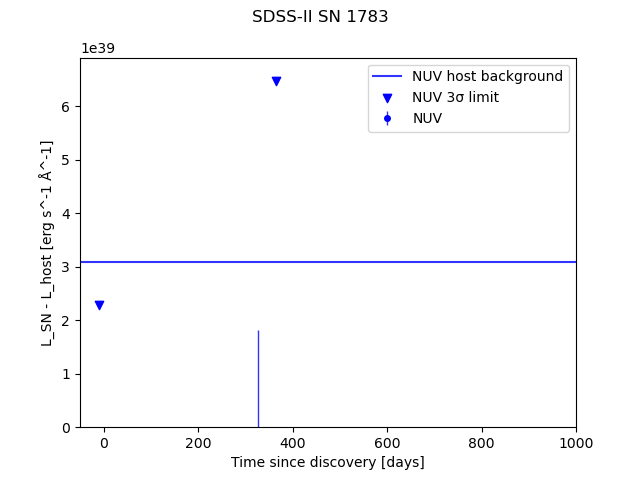 SDSS-II SN 1783
1e39
NUV host background
NUV 3σ limit
NUV
6
5
4
3
2
1
0
L_SN - L_host [erg s^-1 Å^-1]
0 200 400 600 800 1000
Time since discovery [days]